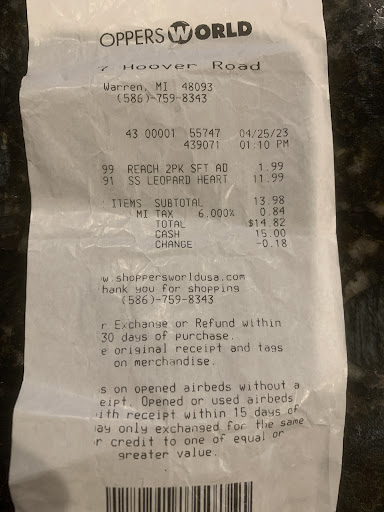 OPPERS WORLD
7 Hoover Road
Warren, MI 48093
(586)-759-8343
43 00001 55747 04/25/23
439071 01:10 PM
99 REACH 2PK SFT AD 1.99
91 SS LEOPARD HEART 11.99
ITEMS SUBTOTAL 13.98
MI TAX 6.000% 0.84
TOTAL $14.82
CASH 15.00
CHANGE -0.18
w.shoppersworldusa.com
hank you for shopping
(586)-759-8343
r Exchange or Refund within
30 days of purchase.
e original receipt and tags
on merchandise.
s on opened airbeds without a
eipt. Opened or used airbeds
ith receipt within 15 days of
ay only exchanged for the same
r credit to one of equal or
greater value.